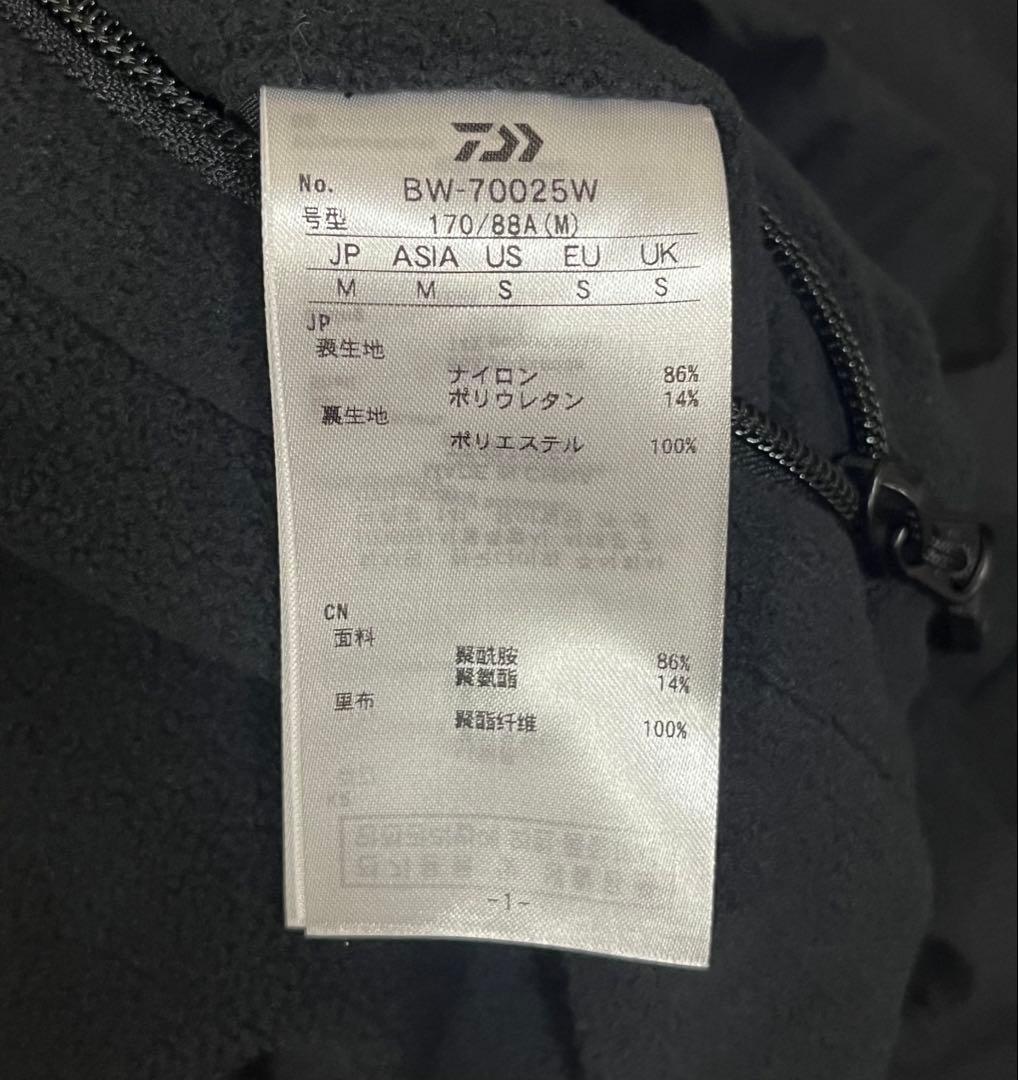 No. BW-70025W
号型 170/88A(M)
JP ASIA US EU UK
M M S S S
JP
表生地
ナイロン 86%
ポリウレタン 14%
裏生地
ポリエステル 100%
CN
面料
聚酰胺 86%
聚氨酯 14%
里布
聚酯纤维 100%
-1-